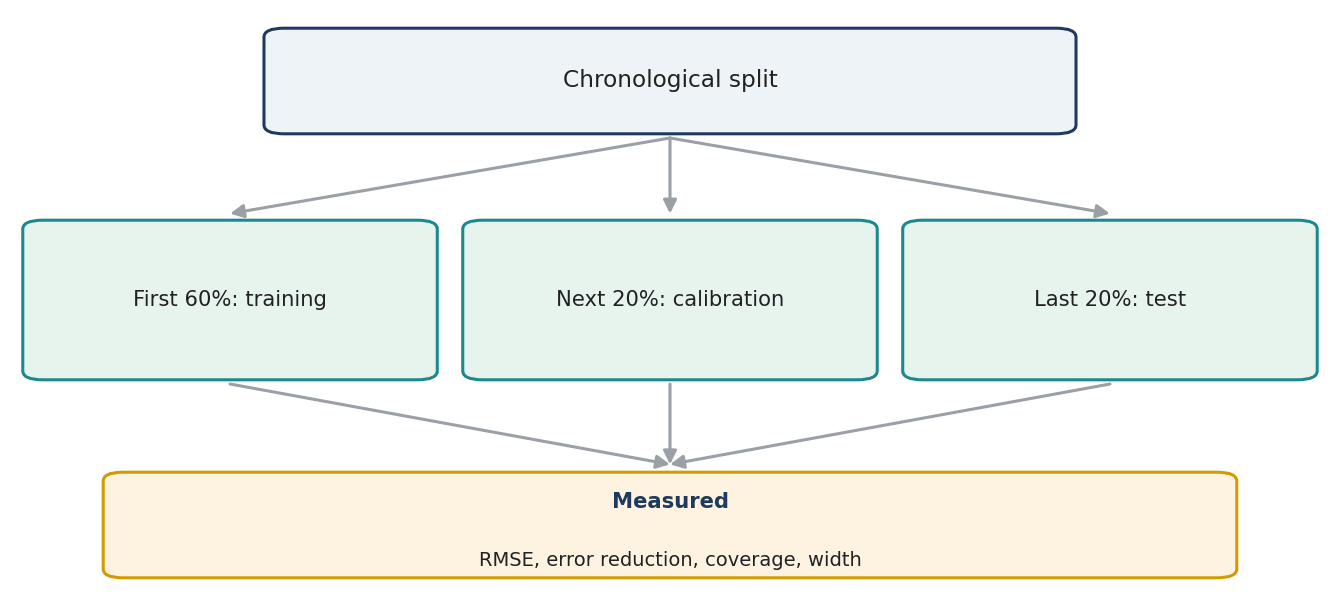 Chronological split
First 60%: training
Next 20%: calibration
Last 20%: test
Measured
RMSE, error reduction, coverage, width